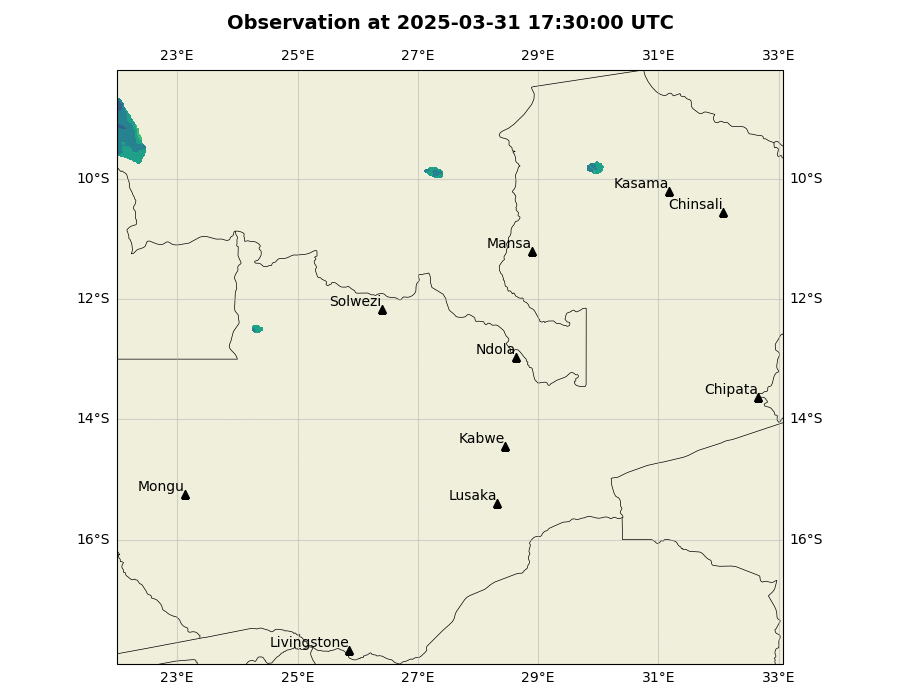 Observation at 2025-03-31 17:30:00 UTC
23°E 25°E 27°E 29°E 31°E 33°E
10°S 10°S
Kasama
Chinsali
Mansa
12°S 12°S
Solwezi
Ndola
Chipata
14°S 14°S
Kabwe
Mongu
Lusaka
16°S 16°S
Livingstone
23°E 25°E 27°E 29°E 31°E 33°E